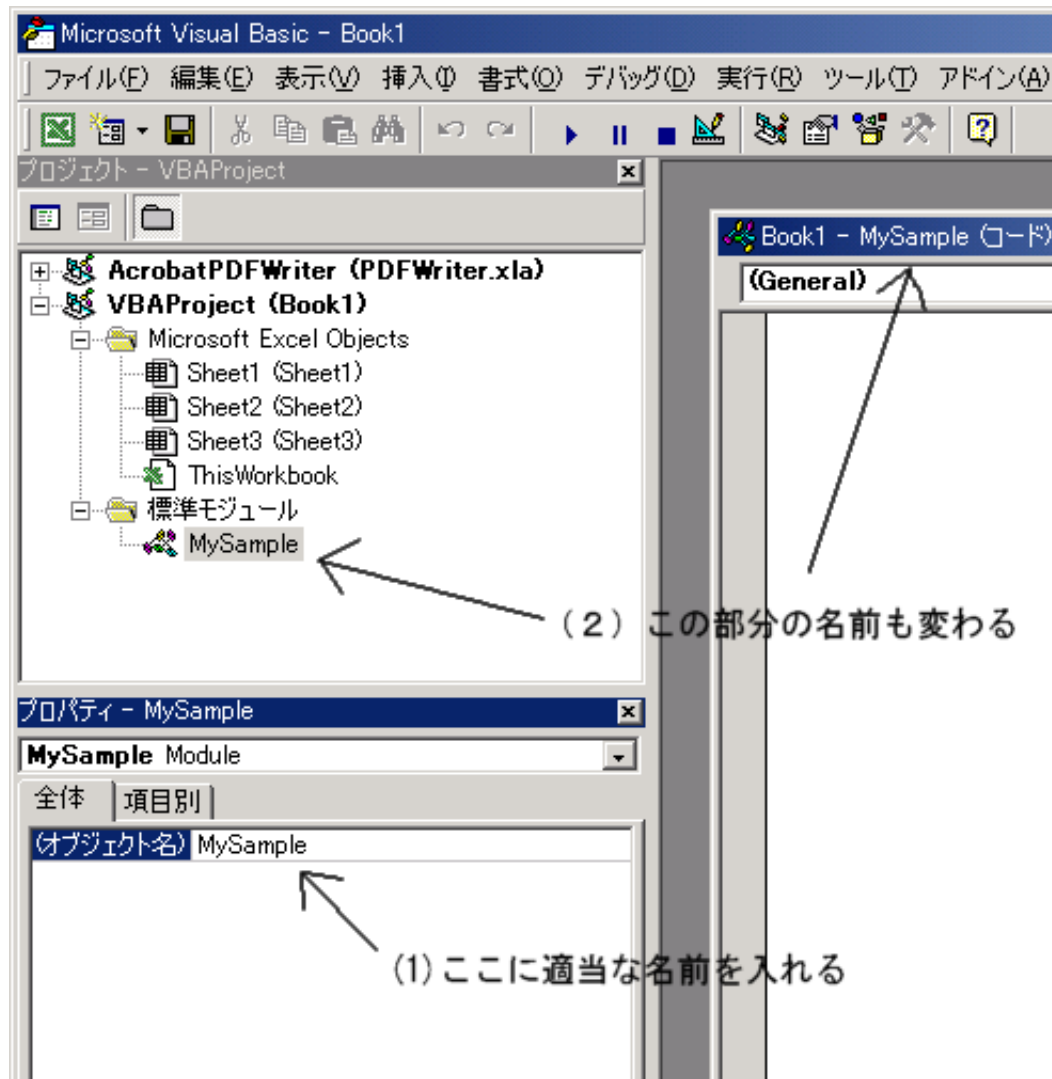 Microsoft Visual Basic - Book1
ファイル(F) 編集(E) 表示(V) 挿入(I) 書式(O) デバッグ(D) 実行(R) ツール(T) アドイン(A)
プロジェクト - VBAProject
Book1 - MySample (コード)
(General)
AcrobatPDFWriter (PDFWriter.xla)
VBAProject (Book1)
Microsoft Excel Objects
Sheet1 (Sheet1)
Sheet2 (Sheet2)
Sheet3 (Sheet3)
ThisWorkbook
標準モジュール
MySample
(2) この部分の名前も変わる
プロパティ - MySample
MySample Module
全体 項目別
(オブジェクト名) MySample
(1)ここに適当な名前を入れる